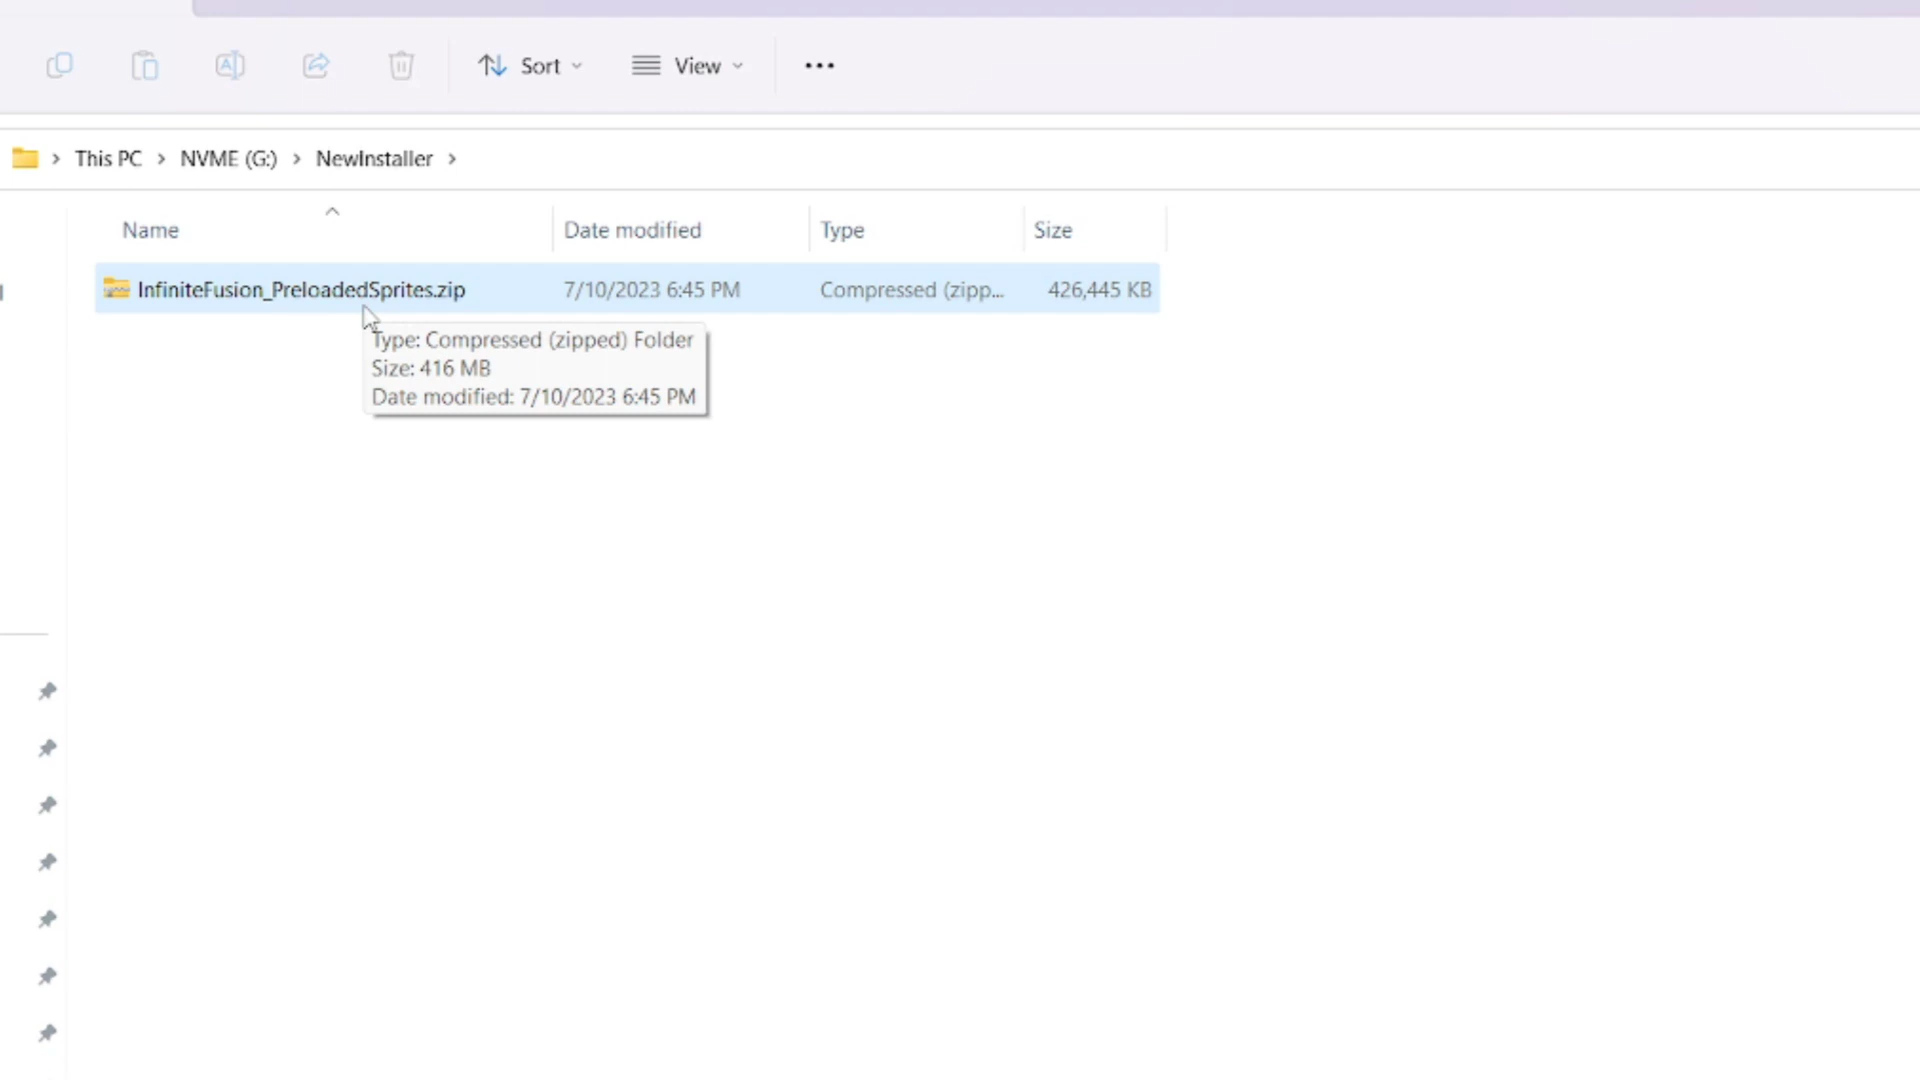 Sort
View
This PC > NVME (G:) > NewInstaller >
Name Date modified Type Size
InfiniteFusion_PreloadedSprites.zip 7/10/2023 6:45 PM Compressed (zipp... 426,445 KB
Type: Compressed (zipped) Folder
Size: 416 MB
Date modified: 7/10/2023 6:45 PM